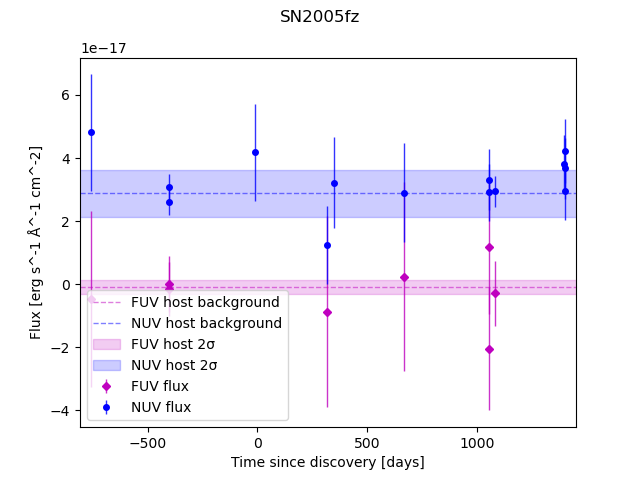 SN2005fz
1e−17
6
4
2
0
−2
−4
Flux [erg s^-1 Å^-1 cm^-2]
FUV host background
NUV host background
FUV host 2σ
NUV host 2σ
FUV flux
NUV flux
−500
0
500
1000
Time since discovery [days]